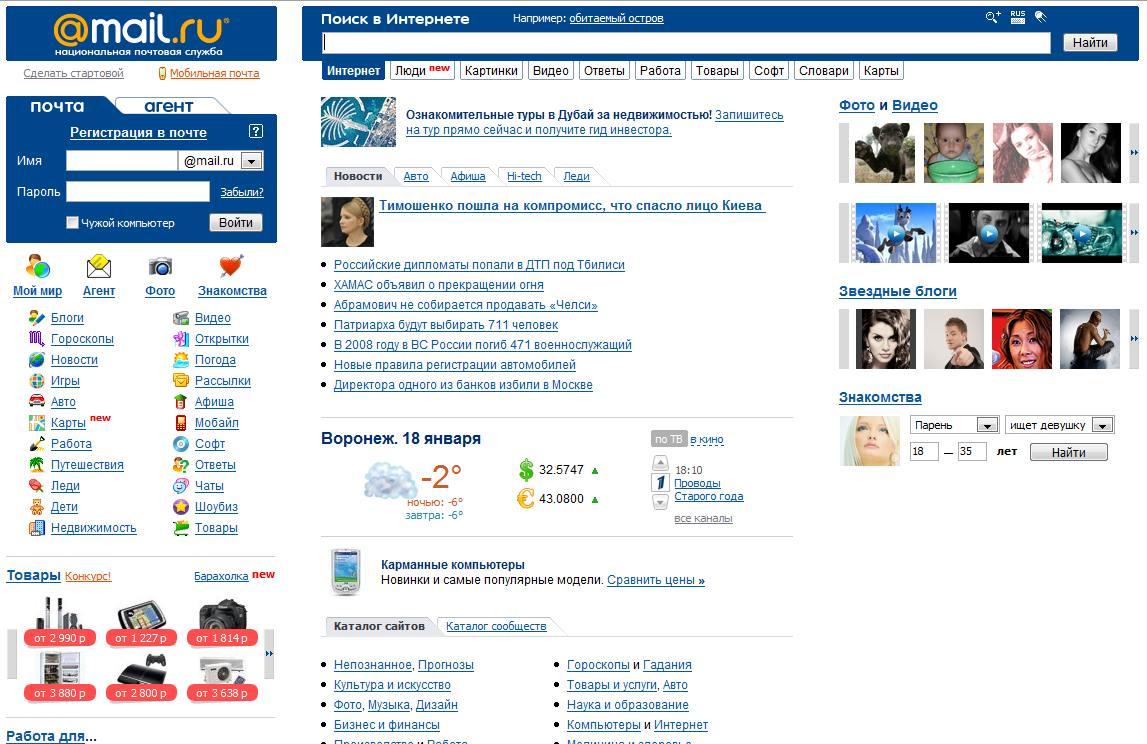 @mail.ru®
национальная почтовая служба
Сделать стартовой
Мобильная почта
почта
агент
Регистрация в почте
?
Имя
@mail.ru
Пароль
Забыли?
Чужой компьютер
Войти
Мой мир
Агент
Фото
Знакомства
Блоги
Видео
Гороскопы
Открытки
Новости
Погода
Игры
Рассылки
Авто
Афиша
Карты new
Мобайл
Работа
Софт
Путешествия
Ответы
Леди
Чаты
Дети
Шоубиз
Недвижимость
Товары
Товары Конкурс!
Барахолка new
от 2 990 р
от 1 227 р
от 1 814 р
от 3 880 р
от 2 800 р
от 3 638 р
Работа для...
Поиск в Интернете
Например: обитаемый остров
RUS
Найти
Интернет
Люди new
Картинки
Видео
Ответы
Работа
Товары
Софт
Словари
Карты
Ознакомительные туры в Дубай за недвижимостью! Запишитесь
на тур прямо сейчас и получите гид инвестора.
Новости
Авто
Афиша
Hi-tech
Леди
Тимошенко пошла на компромисс, что спасло лицо Киева
Российские дипломаты попали в ДТП под Тбилиси
ХАМАС объявил о прекращении огня
Абрамович не собирается продавать «Челси»
Патриарха будут выбирать 711 человек
В 2008 году в ВС России погиб 471 военнослужащий
Новые правила регистрации автомобилей
Директора одного из банков избили в Москве
Воронеж. 18 января
-2°
ночью: -6°
завтра: -6°
$ 32.5747
€ 43.0800
по ТВ
в кино
18:10
1
Проводы
Старого года
все каналы
Карманные компьютеры
Новинки и самые популярные модели. Сравнить цены »
Каталог сайтов
Каталог сообществ
Непознанное, Прогнозы
Гороскопы и Гадания
Культура и искусство
Товары и услуги, Авто
Фото, Музыка, Дизайн
Наука и образование
Бизнес и финансы
Компьютеры и Интернет
Производство и Работа
Медицина и здоровье
Фото и Видео
Звездные блоги
Знакомства
Парень
ищет девушку
18 — 35 лет
Найти